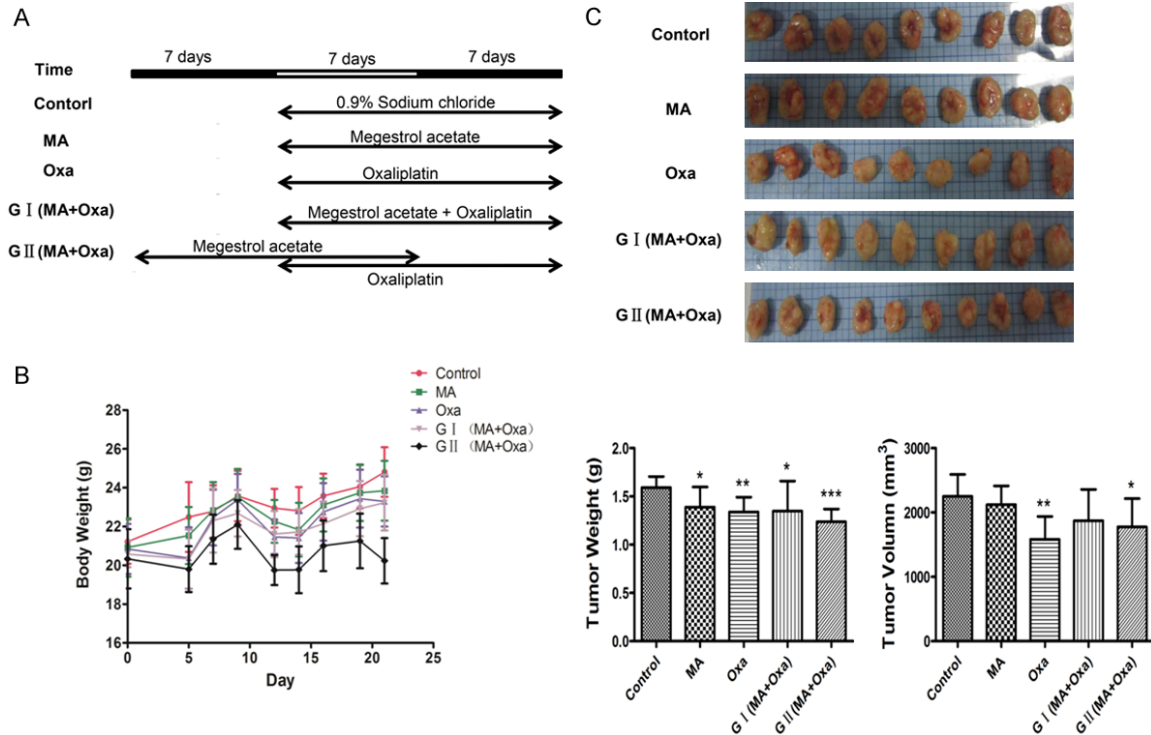 A
7 days 7 days 7 days
Time
Contorl 0.9% Sodium chloride
MA Megestrol acetate
Oxa Oxaliplatin
G Ⅰ (MA+Oxa) Megestrol acetate + Oxaliplatin
G Ⅱ (MA+Oxa) Megestrol acetate
Oxaliplatin
B
Control
MA
Oxa
G Ⅰ (MA+Oxa)
G Ⅱ (MA+Oxa)
Body Weight (g)
28
26
24
22
20
18
16
0 5 10 15 20 25
Day
C
Contorl
MA
Oxa
G Ⅰ (MA+Oxa)
G Ⅱ (MA+Oxa)
Tumor Weight (g)
2.0
1.5
1.0
0.5
0.0
* ** * ***
Control MA Oxa G Ⅰ (MA+Oxa) G Ⅱ (MA+Oxa)
Tumor Volumn (mm³)
3000
2000
1000
0
** *
Control MA Oxa G Ⅰ (MA+Oxa) G Ⅱ (MA+Oxa)